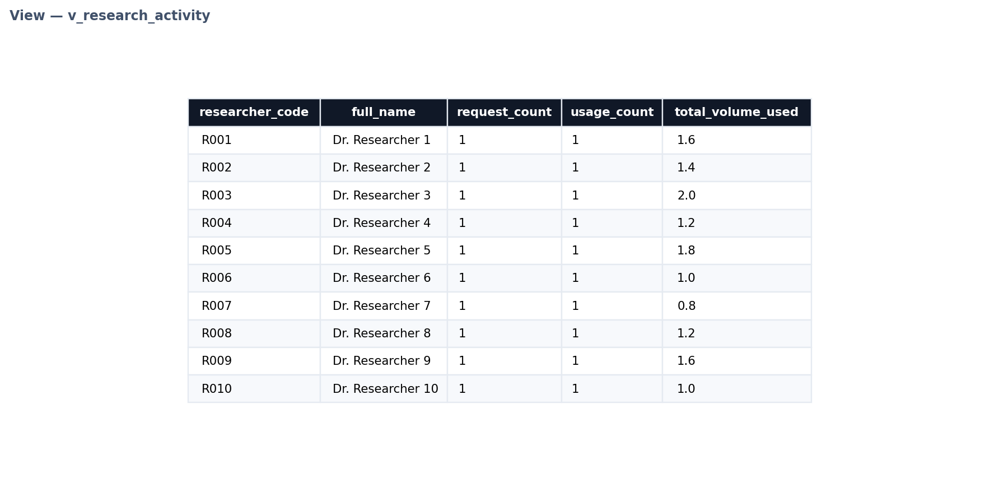 View — v_research_activity
researcher_code full_name request_count usage_count total_volume_used
R001 Dr. Researcher 1 1 1 1.6
R002 Dr. Researcher 2 1 1 1.4
R003 Dr. Researcher 3 1 1 2.0
R004 Dr. Researcher 4 1 1 1.2
R005 Dr. Researcher 5 1 1 1.8
R006 Dr. Researcher 6 1 1 1.0
R007 Dr. Researcher 7 1 1 0.8
R008 Dr. Researcher 8 1 1 1.2
R009 Dr. Researcher 9 1 1 1.6
R010 Dr. Researcher 10 1 1 1.0